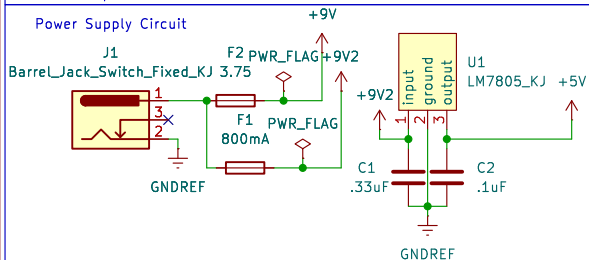 Power Supply Circuit
+9V
J1
F2 PWR_FLAG +9V2
Barrel_Jack_Switch_Fixed_KJ 3.75
1
3
2
F1 PWR_FLAG
800mA
GNDREF
U1
LM7805_KJ +5V
input
ground
output
+9V2
1 2 3
C1
.33uF
C2
.1uF
GNDREF